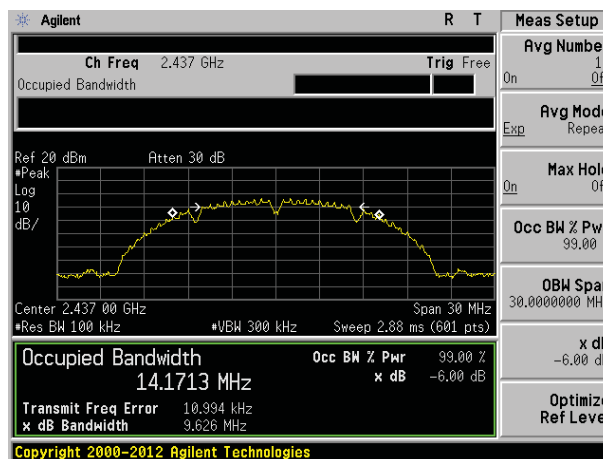 Agilent R T Meas Setup
Avg Number
1
On Of
Ch Freq 2.437 GHz Trig Free
Occupied Bandwidth
Avg Mode
Exp Repea
Ref 20 dBm Atten 30 dB
#Peak
Log
10
dB/
Max Hol
On Of
Occ BW % Pw
99.00
OBW Spa
30.0000000 MH
Center 2.437 00 GHz Span 30 MHz
#Res BW 100 kHz #VBW 300 kHz Sweep 2.88 ms (601 pts)
Occupied Bandwidth Occ BW % Pwr 99.00 %
14.1713 MHz x dB -6.00 dB
Transmit Freq Error 10.994 kHz
x dB Bandwidth 9.626 MHz
x d
-6.00 d
Optimize
Ref Leve
Copyright 2000-2012 Agilent Technologies